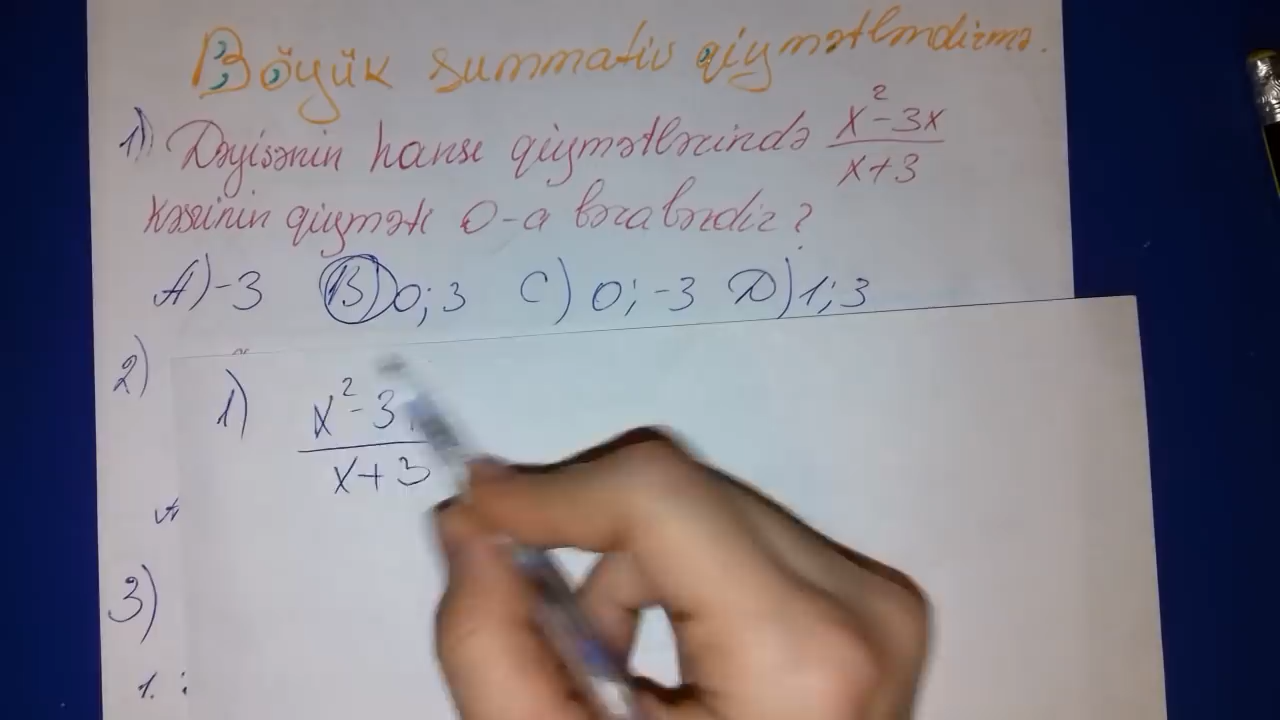 Böyük summativ qiymətləndirmə.
1) Dəyişənin hansı qiymətlərində x²-3x / x+3
kəsrinin qiyməti 0-a bərabərdir?
A) -3 B) 0; 3 C) 0; -3 D) 1; 3
2)
1) x²-3 / x+3
3)
1.